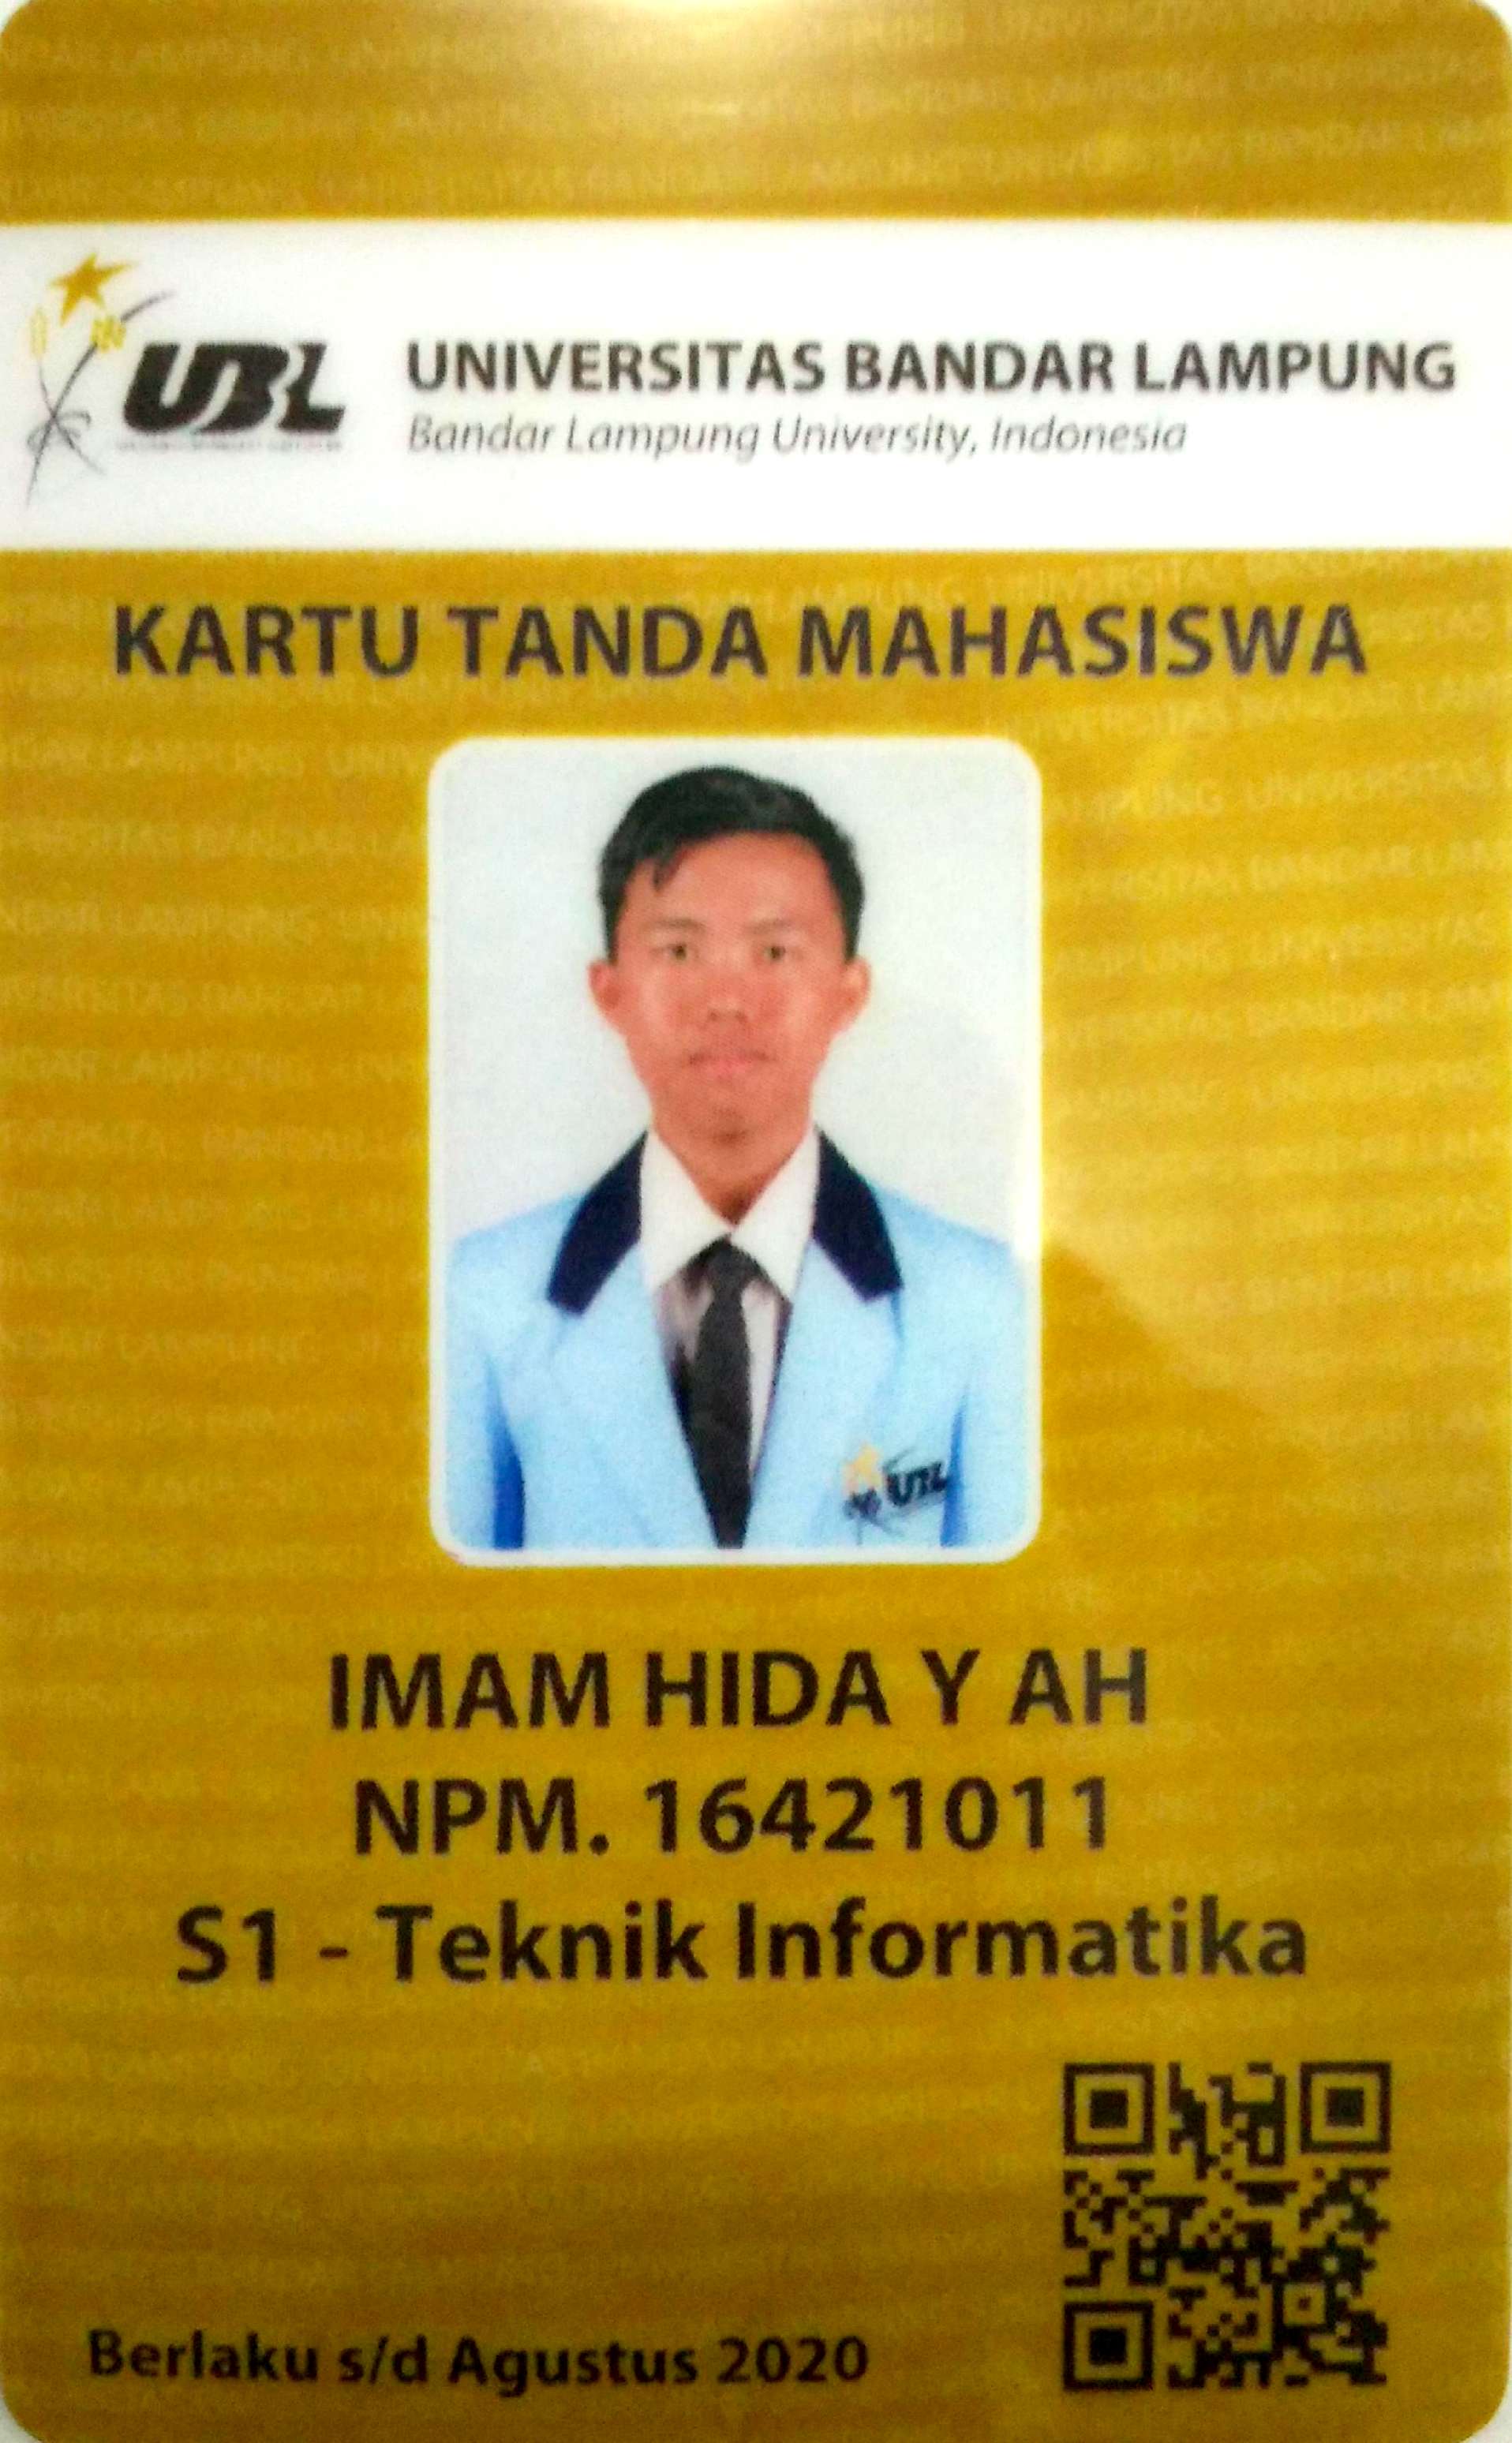 UBL
UNIVERSITAS BANDAR LAMPUNG
Bandar Lampung University, Indonesia
KARTU TANDA MAHASISWA
UBL
IMAM HIDA Y AH
NPM. 16421011
S1 - Teknik Informatika
Berlaku s/d Agustus 2020